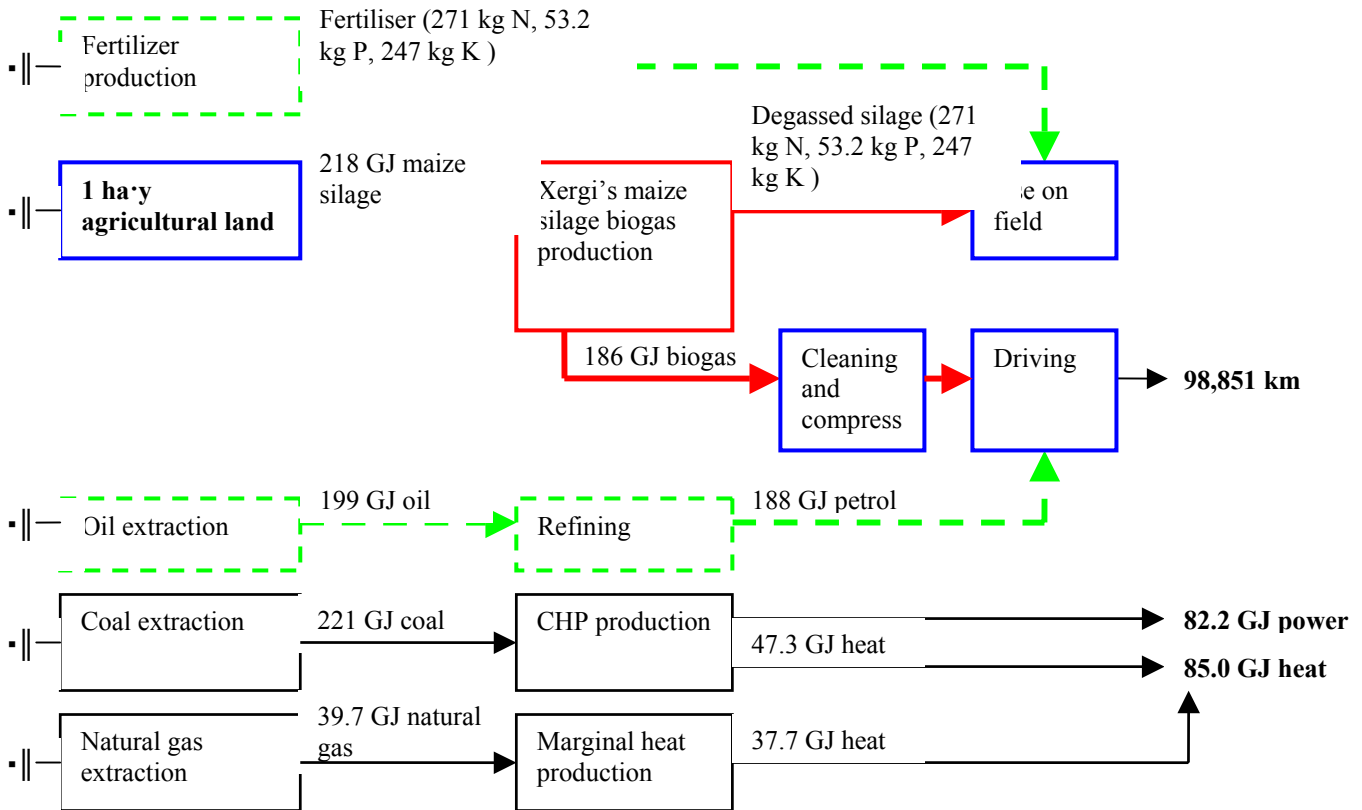 Fertilizer
production
Fertiliser (271 kg N, 53.2
kg P, 247 kg K )
1 ha·y
agricultural land
218 GJ maize
silage
Xergi’s maize
silage biogas
production
Degassed silage (271
kg N, 53.2 kg P, 247
kg K )
field
186 GJ biogas
Cleaning
and
compress
Driving
98,851 km
Oil extraction
199 GJ oil
Refining
188 GJ petrol
Coal extraction
221 GJ coal
CHP production
47.3 GJ heat
82.2 GJ power
85.0 GJ heat
Natural gas
extraction
39.7 GJ natural
gas
Marginal heat
production
37.7 GJ heat